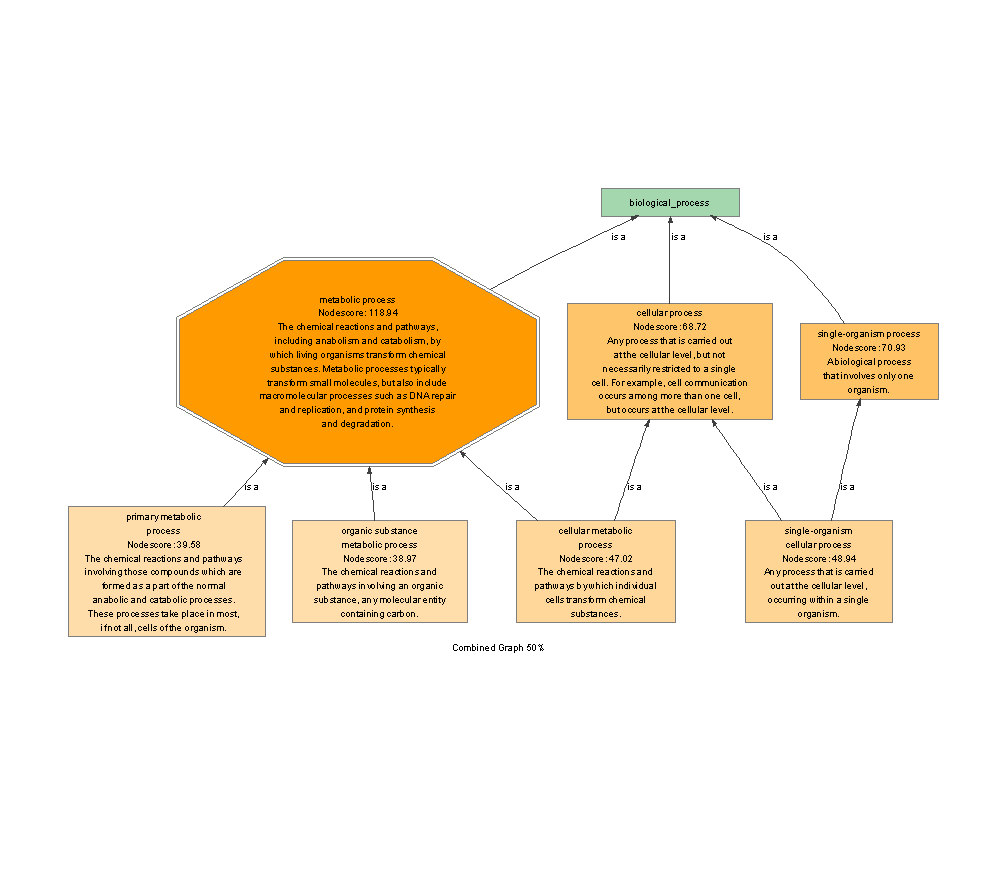 biological_process
is a
is a
is a
metabolic process
Nodescore: 118.94
The chemical reactions and pathways,
including anabolism and catabolism, by
which living organisms transform chemical
substances. Metabolic processes typically
transform small molecules, but also include
macromolecular processes such as DNA repair
and replication, and protein synthesis
and degradation.
cellular process
Nodescore: 68.72
Any process that is carried out
at the cellular level, but not
necessarily restricted to a single
cell. For example, cell communication
occurs among more than one cell,
but occurs at the cellular level.
single-organism process
Nodescore: 70.93
A biological process
that involves only one
organism.
is a
is a
is a
is a
is a
is a
primary metabolic
process
Nodescore: 39.58
The chemical reactions and pathways
involving those compounds which are
formed as a part of the normal
anabolic and catabolic processes.
These processes take place in most,
if not all, cells of the organism.
organic substance
metabolic process
Nodescore: 38.97
The chemical reactions and
pathways involving an organic
substance, any molecular entity
containing carbon.
cellular metabolic
process
Nodescore: 47.02
The chemical reactions and
pathways by which individual
cells transform chemical
substances.
single-organism
cellular process
Nodescore: 48.94
Any process that is carried
out at the cellular level,
occurring within a single
organism.
Combined Graph 50%